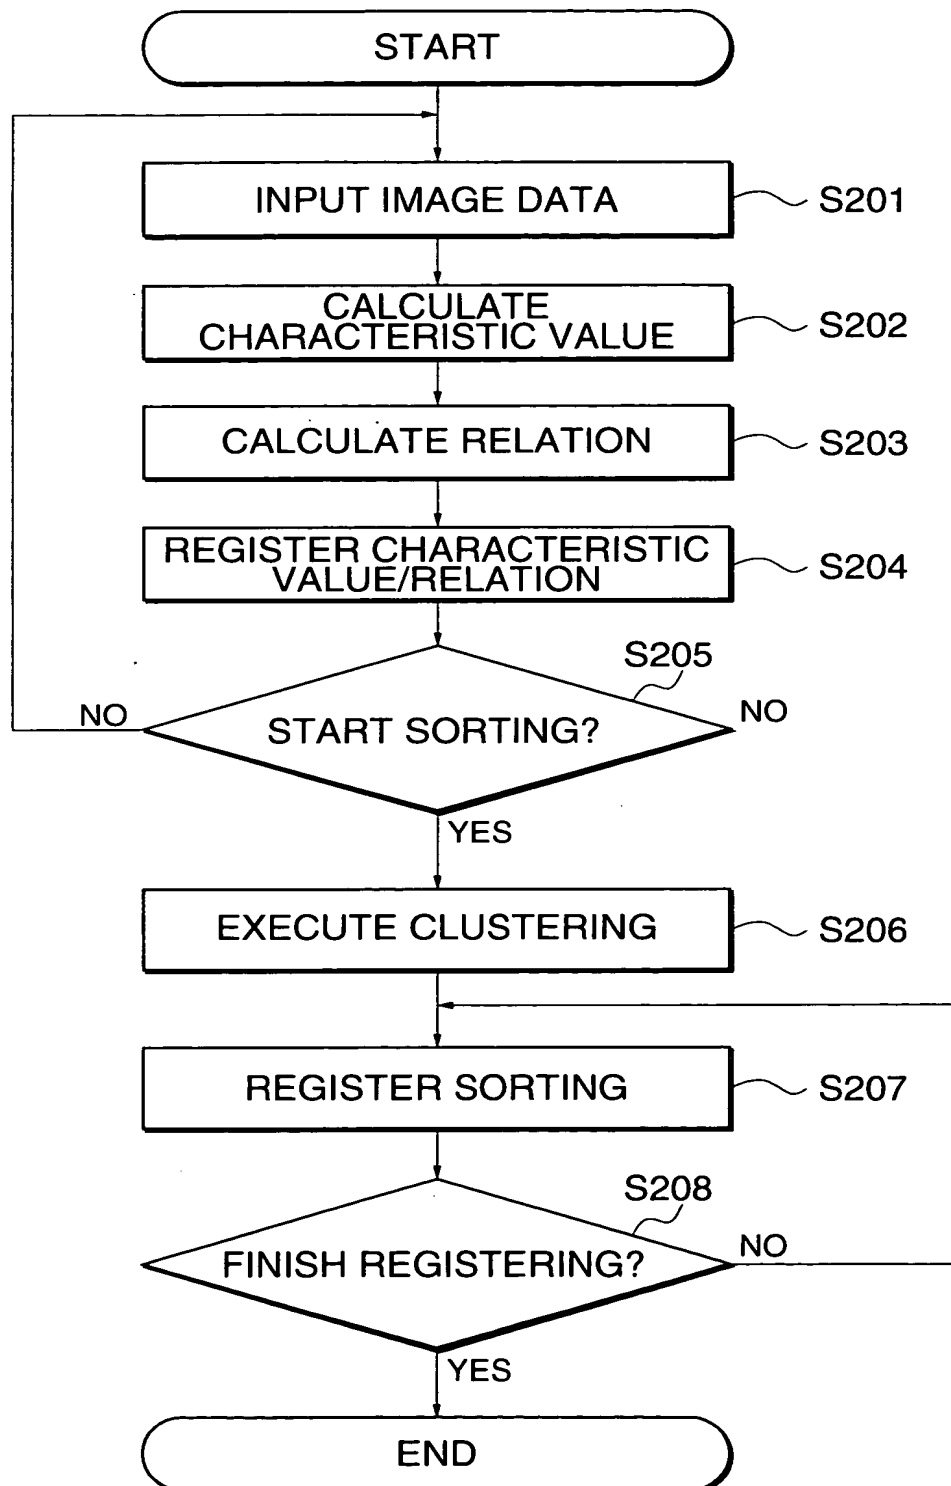 START
INPUT IMAGE DATA
S201
CALCULATE
CHARACTERISTIC VALUE
S202
CALCULATE RELATION
S203
REGISTER CHARACTERISTIC
VALUE/RELATION
S204
S205
NO
START SORTING?
NO
YES
EXECUTE CLUSTERING
S206
REGISTER SORTING
S207
S208
FINISH REGISTERING?
NO
YES
END